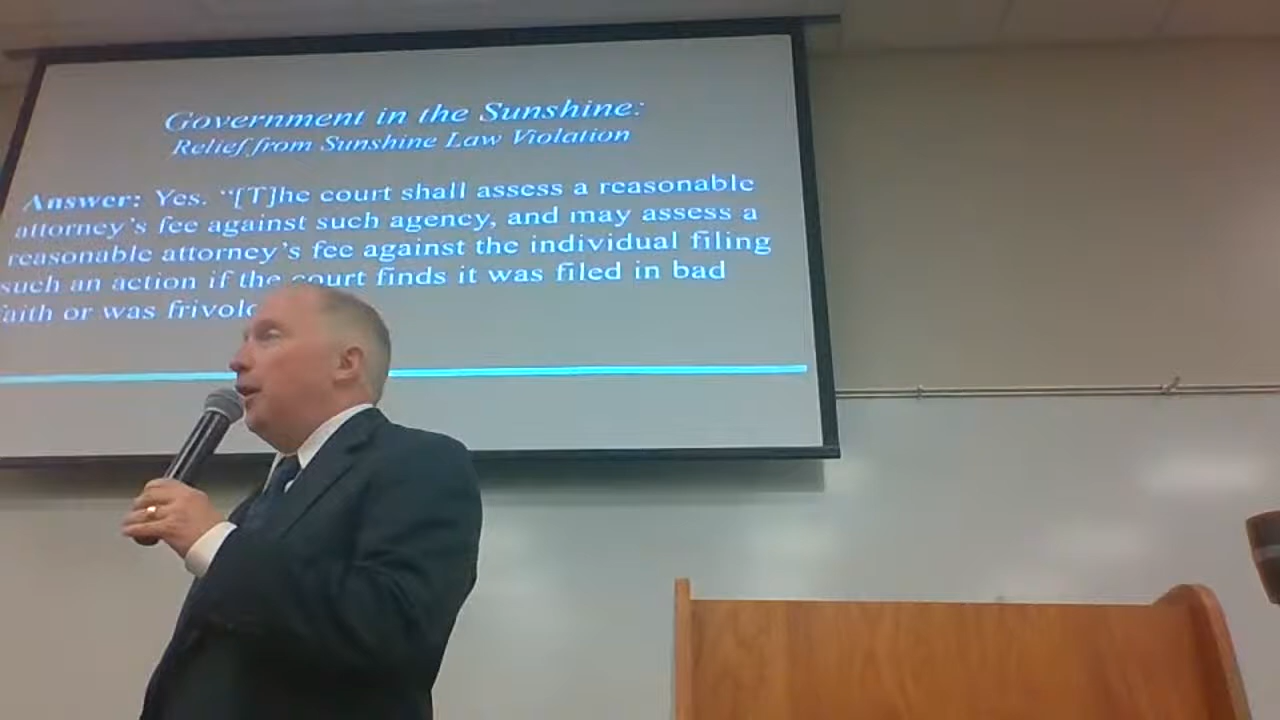 Government in the Sunshine:
Relief from Sunshine Law Violation
Answer: Yes. “[T]he court shall assess a reasonable
attorney’s fee against such agency, and may assess a
reasonable attorney’s fee against the individual filing
such an action if the court finds it was filed in bad
faith or was